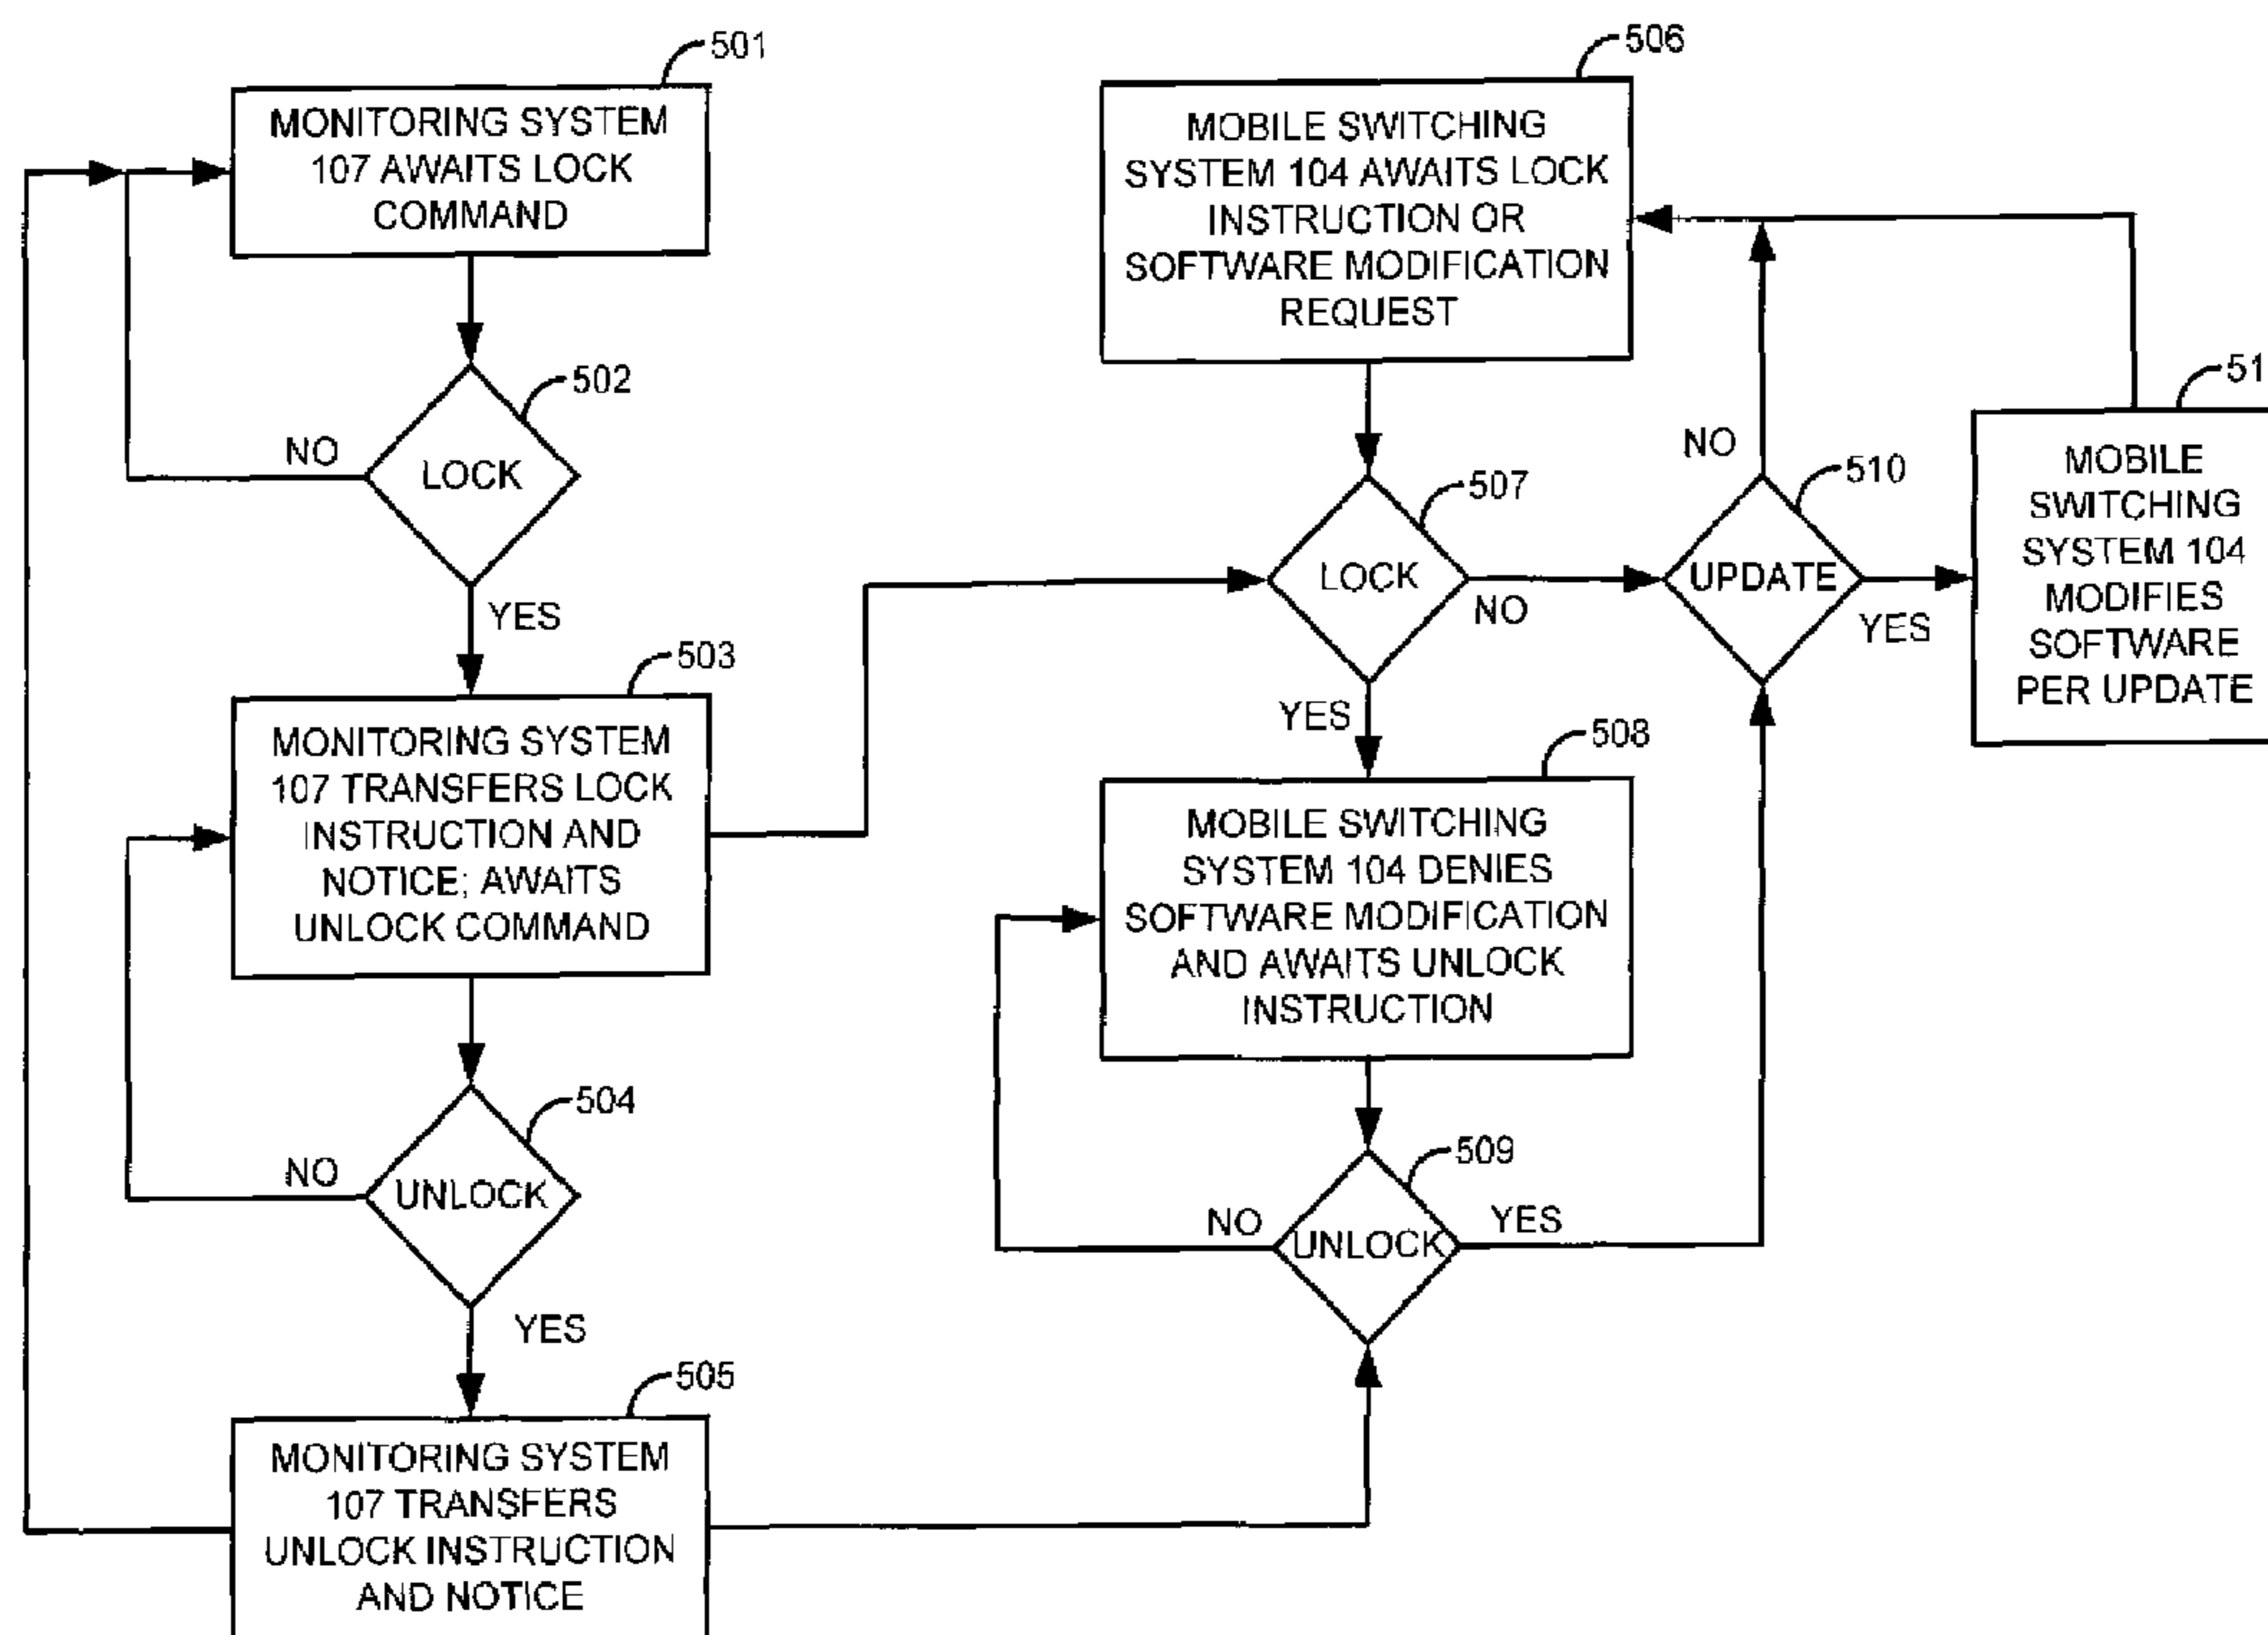 501
MONITORING SYSTEM
107 AWAITS LOCK
COMMAND
502
LOCK
NO
YES
503
MONITORING SYSTEM
107 TRANSFERS LOCK
INSTRUCTION AND
NOTICE; AWAITS
UNLOCK COMMAND
504
UNLOCK
NO
YES
505
MONITORING SYSTEM
107 TRANSFERS
UNLOCK INSTRUCTION
AND NOTICE
506
MOBILE SWITCHING
SYSTEM 104 AWAITS LOCK
INSTRUCTION OR
SOFTWARE MODIFICATION
REQUEST
507
LOCK
NO
YES
508
MOBILE SWITCHING
SYSTEM 104 DENIES
SOFTWARE MODIFICATION
AND AWAITS UNLOCK
INSTRUCTION
509
UNLOCK
NO
YES
510
UPDATE
NO
YES
51
MOBILE
SWITCHING
SYSTEM 104
MODIFIES
SOFTWARE
PER UPDATE